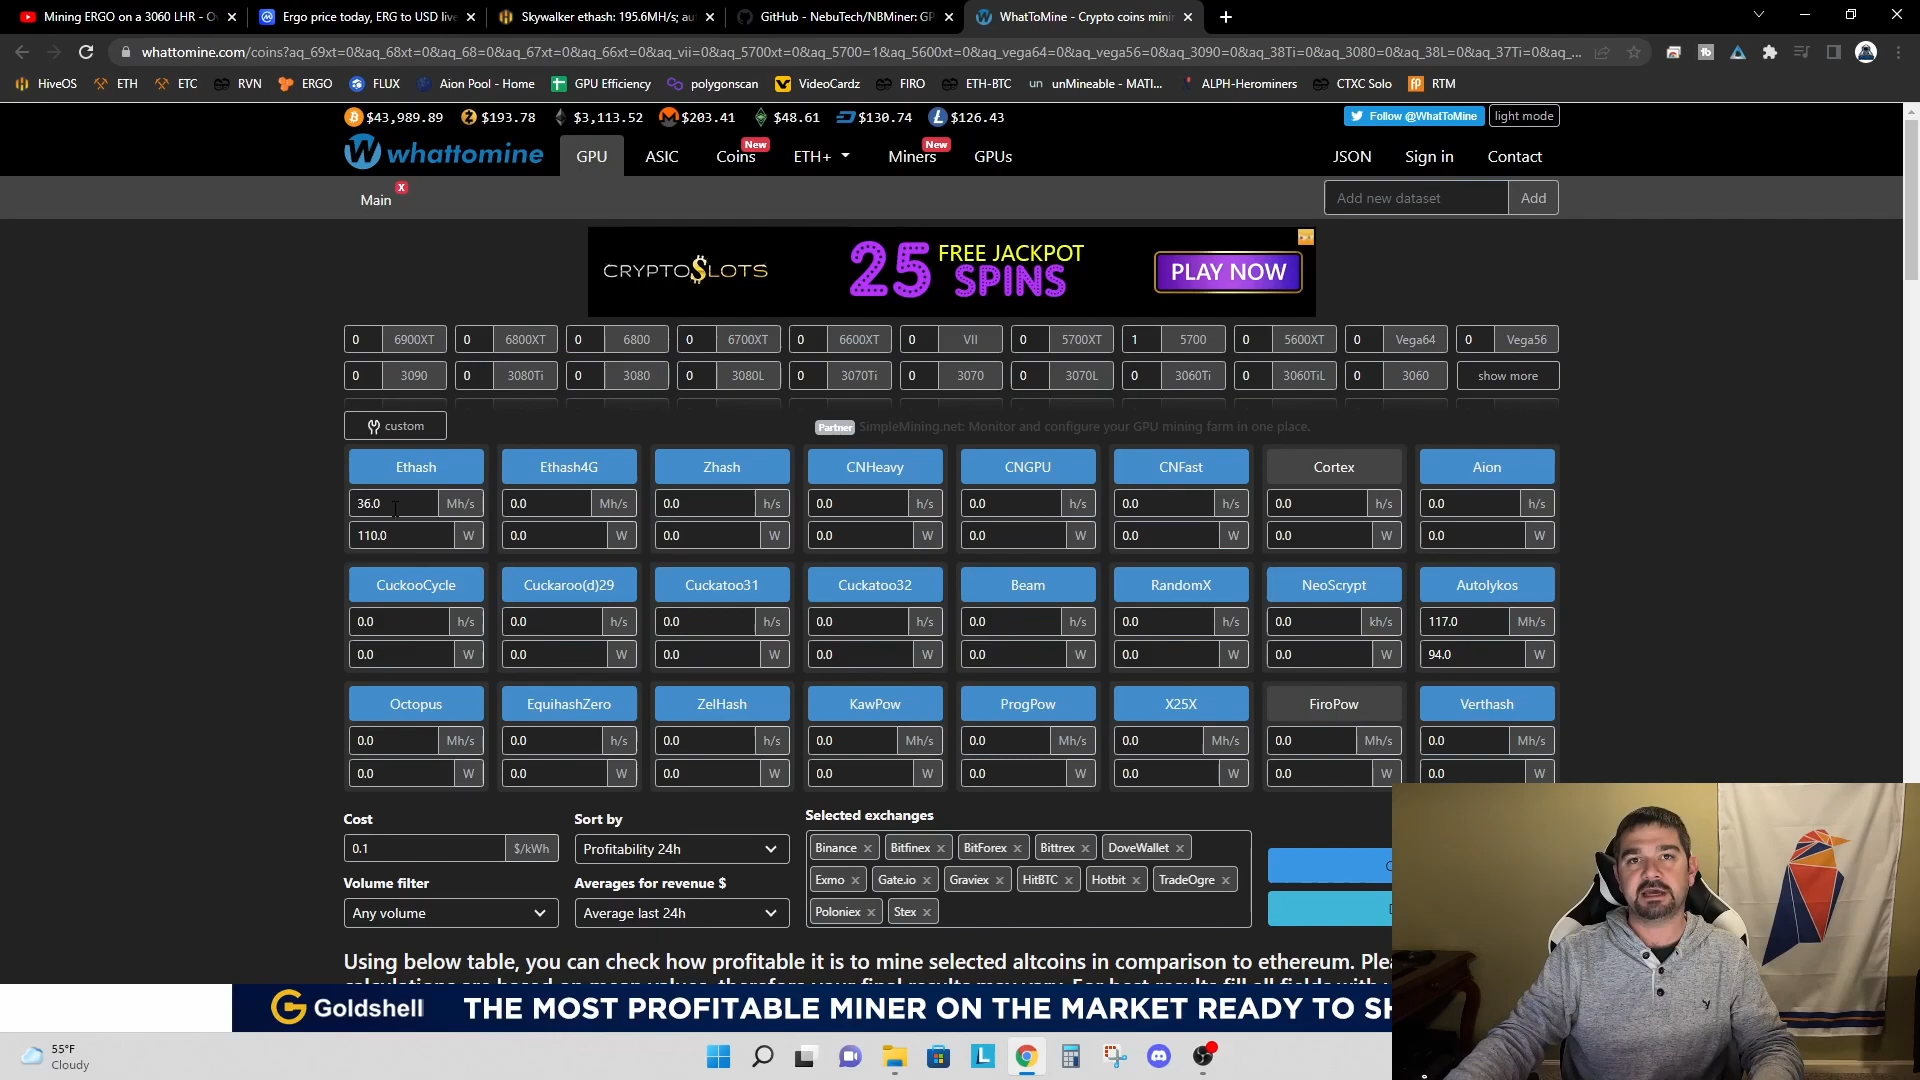 Mining ERGO on a 3060 LHR - Ov
Ergo price today, ERG to USD live
Skywalker ethash: 195.6MH/s; au
GitHub - NebuTech/NBMiner: GP
WhatToMine - Crypto coins mini
whattomine.com/coins?aq_69xt=0&aq_68xt=0&aq_68=0&aq_67xt=0&aq_66xt=0&aq_vii=0&aq_5700xt=0&aq_5700=1&aq_5600xt=0&aq_vega64=0&aq_vega56=0&aq_3090=0&aq_38Ti=0&aq_3080=0&aq_38L=0&aq_37Ti=0&aq_...
HiveOS ETH ETC RVN ERGO FLUX Aion Pool - Home GPU Efficiency polygonscan VideoCardz FIRO ETH-BTC unMineable - MATI... ALPH-Herominers CTXC Solo RTM
$43,989.89 $193.78 $3,113.52 $203.41 $48.61 $130.74 $126.43 Follow @WhatToMine light mode
whattomine GPU ASIC Coins New ETH+ Miners New GPUs JSON Sign in Contact
Main x Add new dataset Add
CRYPTO$LOTS 25 FREE JACKPOT SPINS PLAY NOW
0 6900XT 0 6800XT 0 6800 0 6700XT 0 6600XT 0 VII 0 5700XT 1 5700 0 5600XT 0 Vega64 0 Vega56
0 3090 0 3080Ti 0 3080 0 3080L 0 3070Ti 0 3070 0 3070L 0 3060Ti 0 3060TiL 0 3060 show more
custom Partner SimpleMining.net: Monitor and configure your GPU mining farm in one place.
Ethash Ethash4G Zhash CNHeavy CNGPU CNFast Cortex Aion
36.0 Mh/s 0.0 Mh/s 0.0 h/s 0.0 h/s 0.0 h/s 0.0 h/s 0.0 h/s 0.0 h/s
110.0 W 0.0 W 0.0 W 0.0 W 0.0 W 0.0 W 0.0 W 0.0 W
CuckooCycle Cuckaroo(d)29 Cuckatoo31 Cuckatoo32 Beam RandomX NeoScrypt Autolykos
0.0 h/s 0.0 h/s 0.0 h/s 0.0 h/s 0.0 h/s 0.0 h/s 0.0 kh/s 117.0 Mh/s
0.0 W 0.0 W 0.0 W 0.0 W 0.0 W 0.0 W 0.0 W 94.0 W
Octopus EquihashZero ZelHash KawPow ProgPow X25X FiroPow Verthash
0.0 Mh/s 0.0 h/s 0.0 h/s 0.0 Mh/s 0.0 Mh/s 0.0 Mh/s 0.0 Mh/s 0.0 Mh/s
0.0 W 0.0 W 0.0 W 0.0 W 0.0 W 0.0 W 0.0 W 0.0 W
Cost Sort by Selected exchanges
0.1 $/kWh Profitability 24h Binance × Bitfinex × BitForex × Bittrex × DoveWallet ×
Volume filter Averages for revenue $ Exmo × Gate.io × Graviex × HitBTC × Hotbit × TradeOgre ×
Any volume Average last 24h Poloniex × Stex ×
Using below table, you can check how profitable it is to mine selected altcoins in comparison to ethereum. Plea
Goldshell THE MOST PROFITABLE MINER ON THE MARKET READY TO SH
55°F
Cloudy